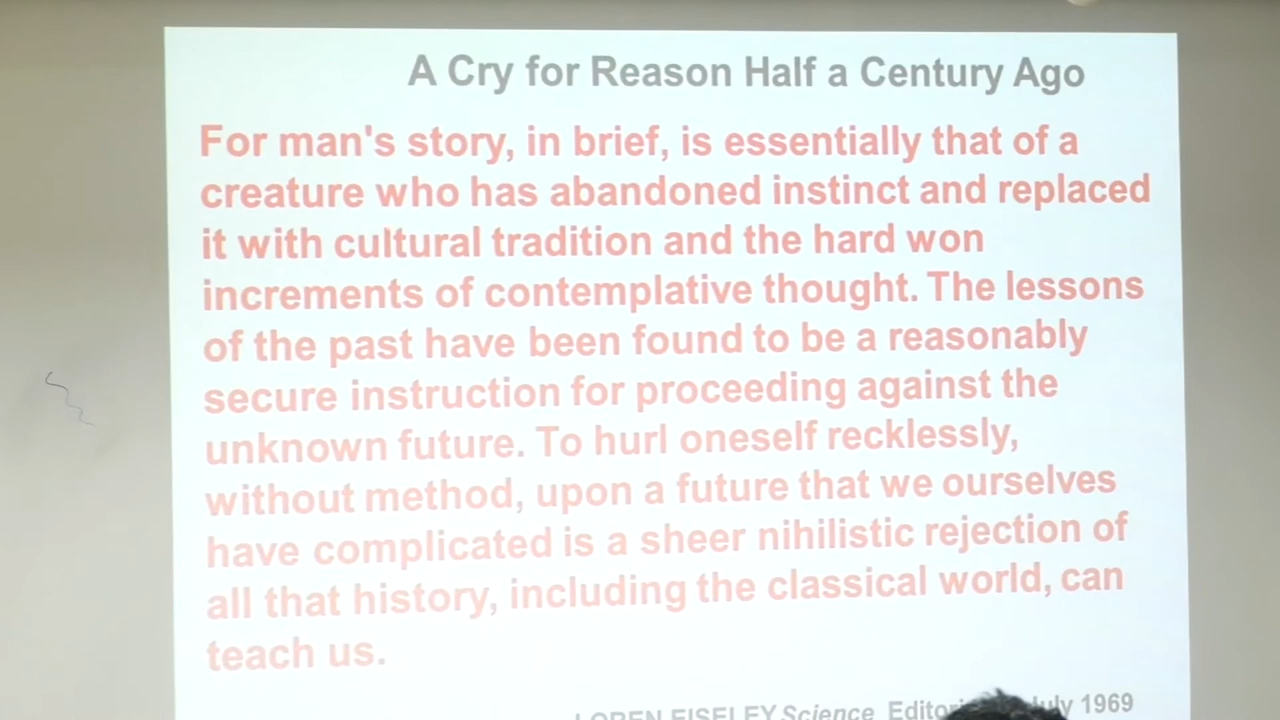 A Cry for Reason Half a Century Ago
For man's story, in brief, is essentially that of a
creature who has abandoned instinct and replaced
it with cultural tradition and the hard won
increments of contemplative thought. The lessons
of the past have been found to be a reasonably
secure instruction for proceeding against the
unknown future. To hurl oneself recklessly,
without method, upon a future that we ourselves
have complicated is a sheer nihilistic rejection of
all that history, including the classical world, can
teach us.
LOREN EISELEY Science July 1969